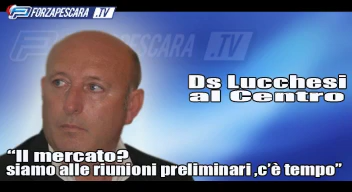 FORZAPESCARA .TV
FORZAPESCARA .TV
Ds Lucchesi
al Centro
“Il mercato?
siamo alle riunioni preliminari ,c'è tempo”